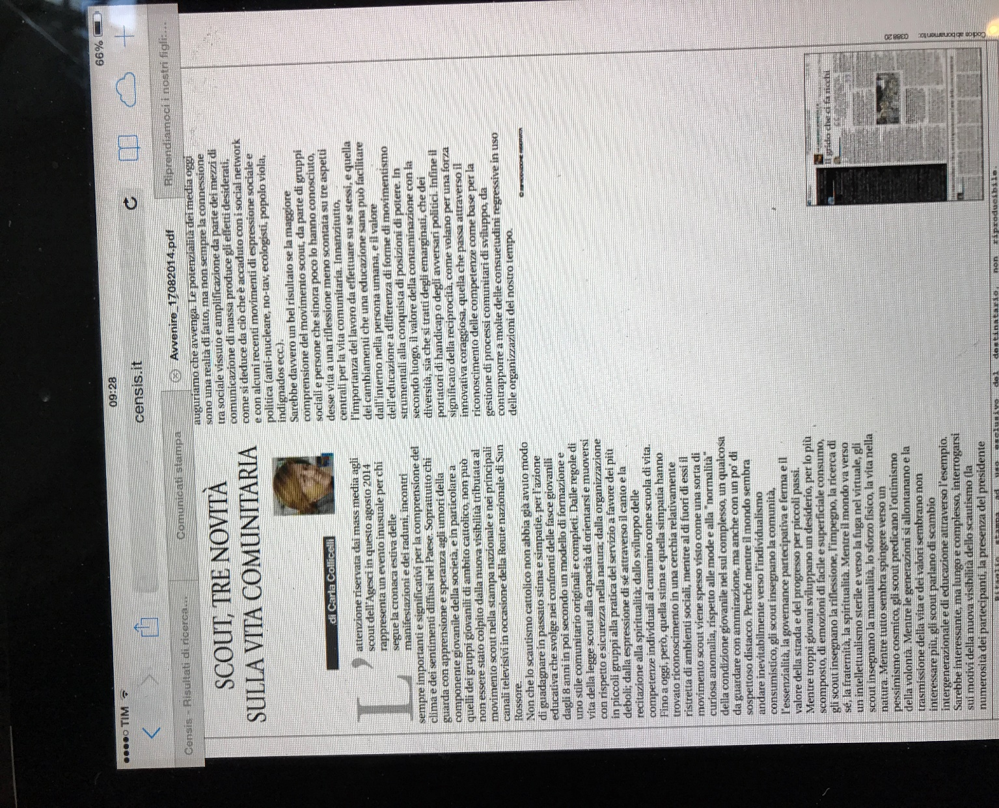 ●●●●○ TIM
09:28
66%
censis.it
Censis - Risultati di ricerca...
Comunicati stampa
Avvenire_17082014.pdf
Riprendiamoci i nostri figli:...
SCOUT, TRE NOVITÀ
SULLA VITA COMUNITARIA
di Carla Collicelli
L'attenzione riservata dai mass media agli
scout dell'Agesci in questo agosto 2014
rappresenta un evento inusuale per chi
segue la cronaca estiva delle
manifestazioni e dei raduni, incontri
sempre importanti e significativi per la comprensione del
clima e dei sentimenti diffusi nel Paese. Soprattutto chi
guarda con apprensione e speranza agli umori della
componente giovanile della società, e in particolare a
quelli dei gruppi giovanili di ambito cattolico, non può
non essere stato colpito dalla nuova visibilità tributata al
movimento scout nella stampa nazionale e nei principali
canali televisivi in occasione della Route nazionale di San
Rossore.
Non che lo scautismo cattolico non abbia già avuto modo
di guadagnare in passato stima e simpatie, per l'azione
educativa che svolge nei confronti delle fasce giovanili
dagli 8 anni in poi secondo un modello di formazione e
uno stile comunitario originali e completi. Dalle regole di
vita della legge scout alla capacità di orientarsi e muoversi
con rispetto e sicurezza nella natura; dalla organizzazione
in piccoli gruppi alla pratica del servizio a favore dei più
deboli; dalla espressione di sé attraverso il canto e la
recitazione alla spiritualità; dallo sviluppo delle
competenze individuali al cammino come scuola di vita.
Fino a oggi, però, quella stima e quella simpatia hanno
trovato riconoscimento in una cerchia relativamente
ristretta di ambienti sociali, mentre al di fuori di essi il
movimento scout viene spesso visto come una sorta di
curiosa anomalia, rispetto alle mode e alla "normalità"
della condizione giovanile nel sul complesso, un qualcosa
da guardare con ammirazione, ma anche con un po' di
sospettoso distacco. Perché mentre il mondo sembra
andare inevitabilmente verso l'individualismo
consumistico, gli scout insegnano la comunità,
l'essenzialità, la governance partecipativa e ferma e il
valore della strada e del progresso per piccoli passi.
Mentre troppi giovani sviluppano un desiderio, per lo più
scomposto, di emozioni di facile e superficiale consumo,
gli scout insegnano la riflessione, l'impegno, la ricerca di
sé, la fraternità, la spiritualità. Mentre il mondo va verso
un intellettualismo sterile e verso la fuga nel virtuale, gli
scout insegnano la manualità, lo sforzo fisico, la vita nella
natura. Mentre tutto sembra spingere verso un
pessimismo cosmico, gli scout predicano l'ottimismo
della volontà. Mentre le generazioni si allontanano e la
trasmissione della vita e dei valori sembrano non
interessare più, gli scout parlano di scambio
intergenerazionale e di educazione attraverso l'esempio.
Sarebbe interessante, ma lungo e complesso, interrogarsi
sui motivi della nuova visibilità dello scautismo (la
numerosità dei partecipanti, la presenza del presidente
auguriamo che avvenga. Le potenzialità dei media oggi
sono una realtà di fatto, ma non sempre la connessione
tra sociale vissuto e amplificazione da parte dei mezzi di
comunicazione di massa produce gli effetti desiderati,
come si deduce da ciò che è accaduto con i social network
e con alcuni recenti movimenti di espressione sociale e
politica (anti-nucleare, no-tav, ecologisti, popolo viola,
indignados ecc.).
Sarebbe davvero un bel risultato se la maggiore
comprensione del movimento scout, da parte di gruppi
sociali e persone che sinora poco lo hanno conosciuto,
desse vita a una riflessione meno scontata su tre aspetti
centrali per la vita comunitaria. Innanzitutto,
l'importanza del lavoro da effettuare su se stessi, e quella
dei cambiamenti che una educazione sana può facilitare
dall'interno nella persona umana, e il valore
dell'educazione a differenza di forme di movimentismo
strumentali alla conquista di posizioni di potere. In
secondo luogo, il valore della contaminazione con la
diversità, sia che si tratti degli emarginati, che dei
portatori di handicap o degli avversari politici. Infine il
significato della reciprocità, come volano per una forza
innovativa coraggiosa, quella che passa attraverso il
riconoscimento delle competenze come base per la
gestione di processi comunitari di sviluppo, da
contrapporre a molte delle consuetudini regressive in uso
delle organizzazioni del nostro tempo.
Il grido che ci fa ricchi
Codice abbonamento: 038820
Ritaglio stampa ad uso esclusivo del destinatario, non riproducibile.